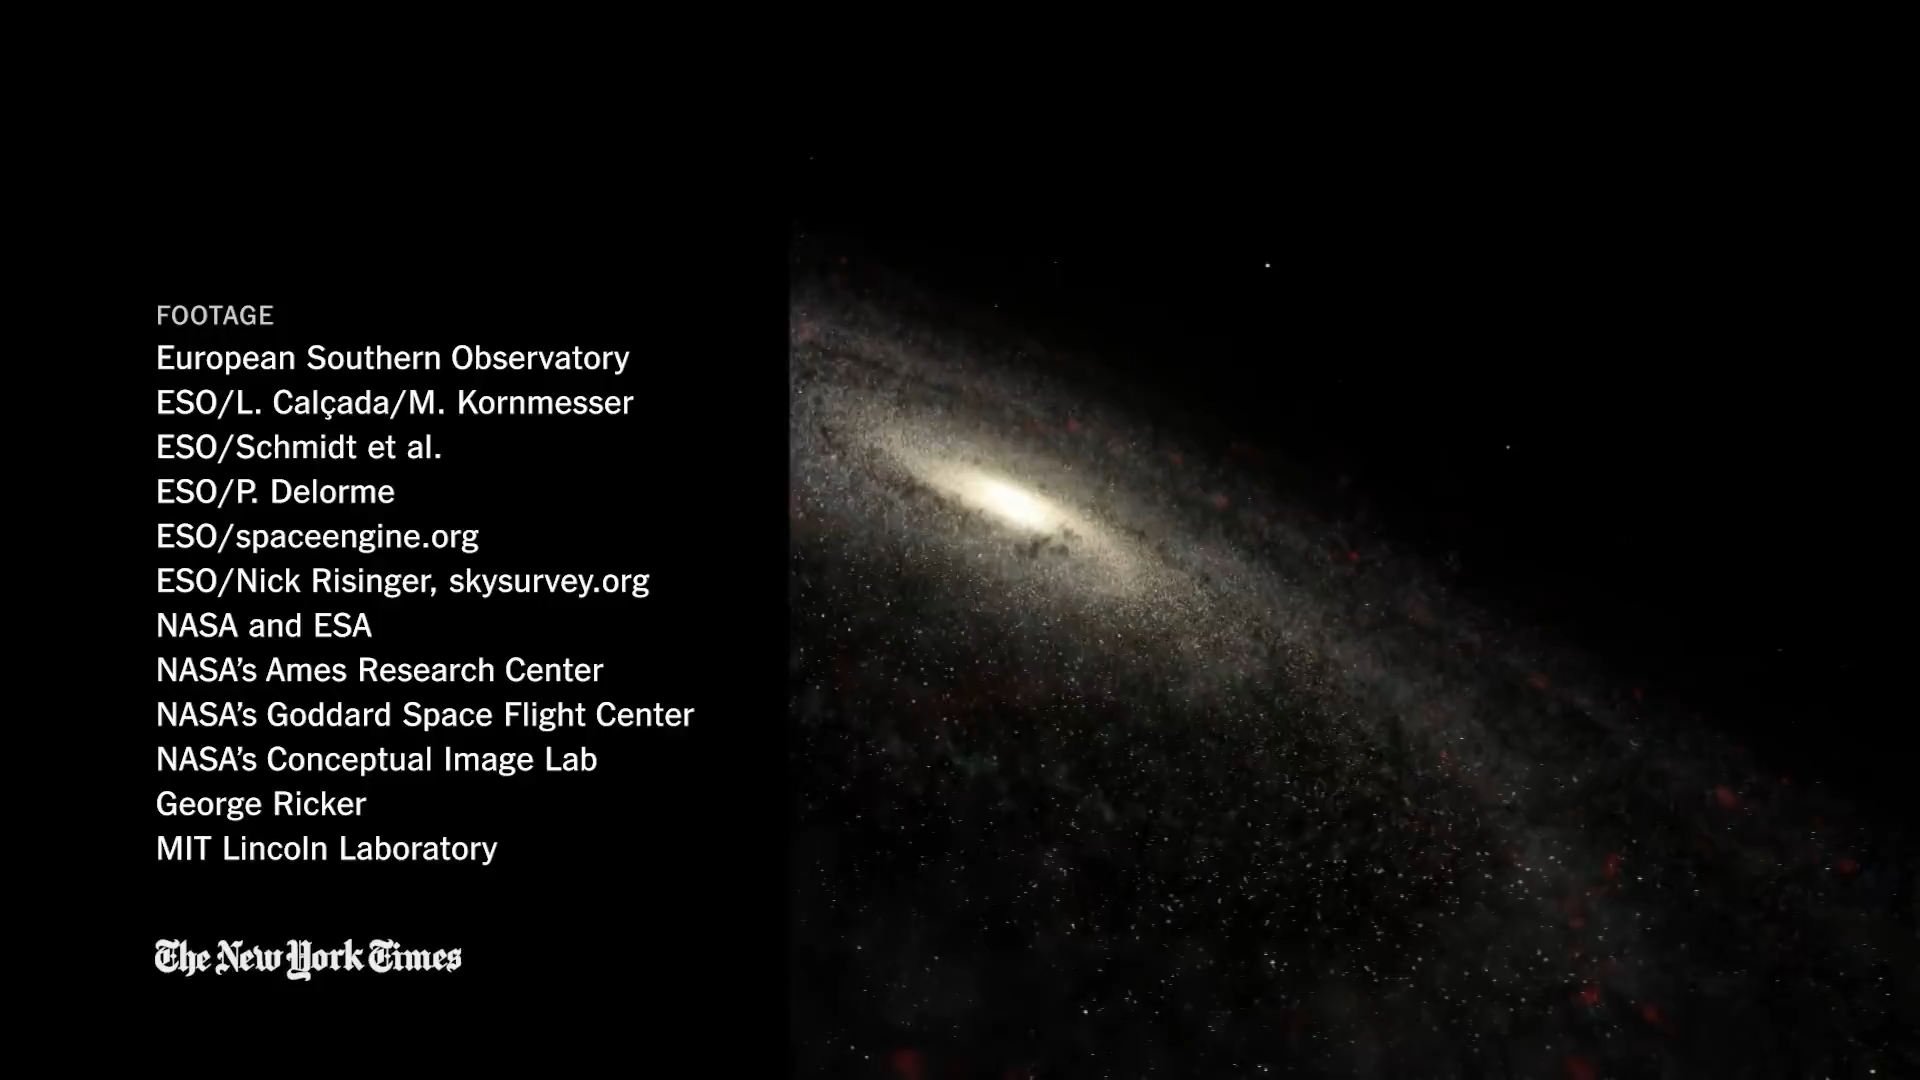 FOOTAGE
European Southern Observatory
ESO/L. Calçada/M. Kornmesser
ESO/Schmidt et al.
ESO/P. Delorme
ESO/spaceengine.org
ESO/Nick Risinger, skysurvey.org
NASA and ESA
NASA’s Ames Research Center
NASA’s Goddard Space Flight Center
NASA’s Conceptual Image Lab
George Ricker
MIT Lincoln Laboratory
The New York Times